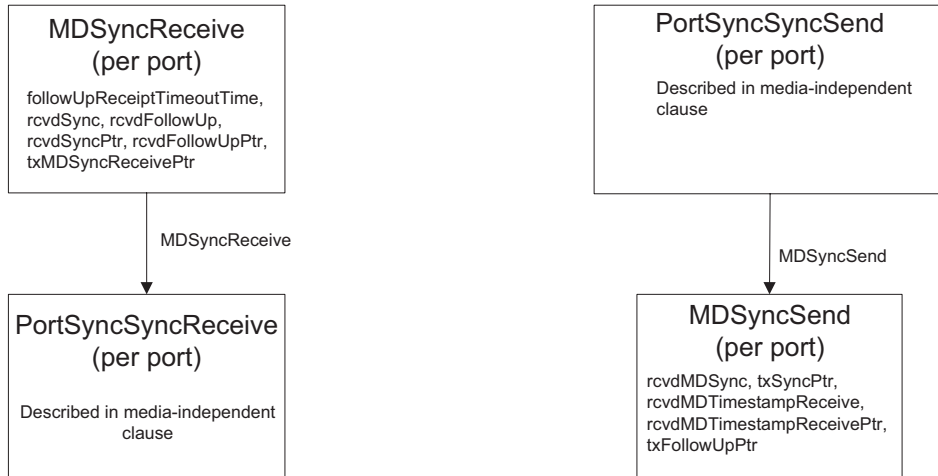 MDSyncReceive
(per port)
followUpReceiptTimeoutTime,
rcvdSync, rcvdFollowUp,
rcvdSyncPtr, rcvdFollowUpPtr,
txMDSyncReceivePtr
MDSyncReceive
PortSyncSyncReceive
(per port)
Described in media-independent
clause
PortSyncSyncSend
(per port)
Described in media-independent
clause
MDSyncSend
MDSyncSend
(per port)
rcvdMDSync, txSyncPtr,
rcvdMDTimestampReceive,
rcvdMDTimestampReceivePtr,
txFollowUpPtr